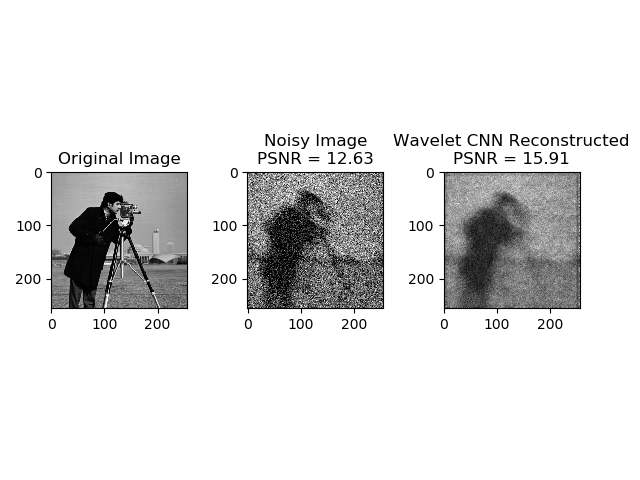 Original Image
0
100
200
0 100 200
Noisy Image
PSNR = 12.63
0
100
200
0 100 200
Wavelet CNN Reconstructed
PSNR = 15.91
0
100
200
0 100 200